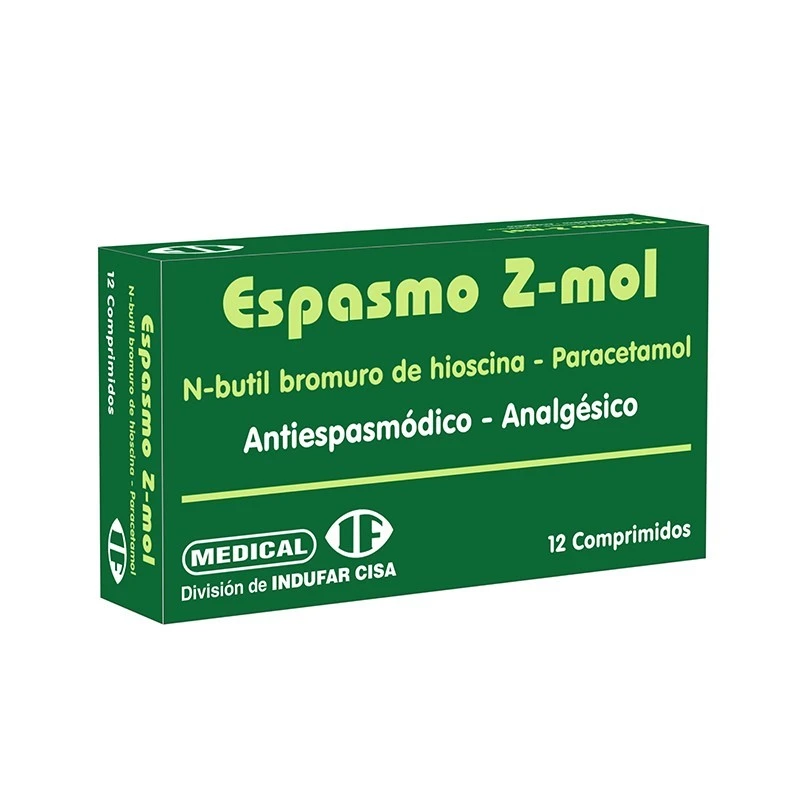 Espasmo Z-mol
N-butil bromuro de hioscina - Paracetamol
Antiespasmódico - Analgésico
MEDICAL
División de INDUFAR CISA
12 Comprimidos
Espasmo Z-mol
N-butil bromuro de hioscina - Paracetamol
12 Comprimidos